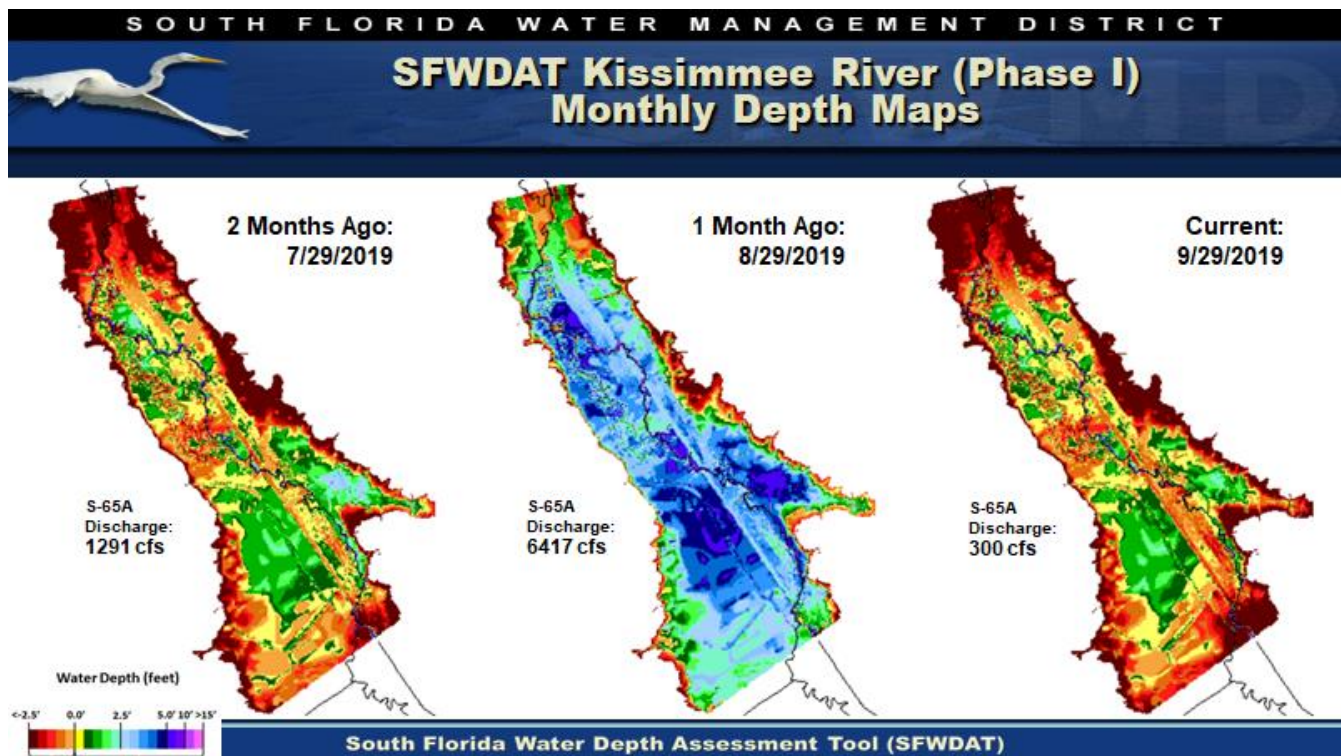 SOUTH FLORIDA WATER MANAGEMENT DISTRICT
SFWDAT Kissimmee River (Phase I)
Monthly Depth Maps
2 Months Ago:
7/29/2019
S-65A
Discharge:
1291 cfs
1 Month Ago:
8/29/2019
S-65A
Discharge:
6417 cfs
Current:
9/29/2019
S-65A
Discharge:
300 cfs
Water Depth (feet)
<-2.5' 0.0' 2.5' 5.0' 10' >15'
South Florida Water Depth Assessment Tool (SFWDAT)